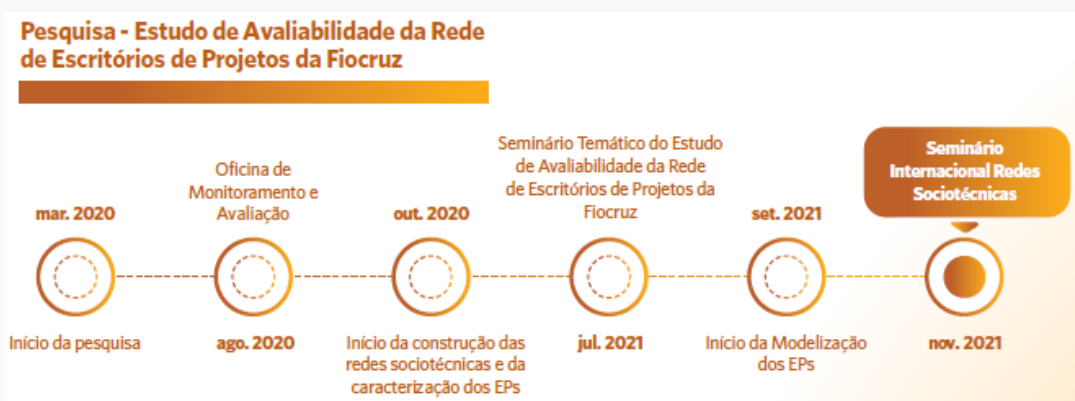 Pesquisa - Estudo de Avaliabilidade da Rede
de Escritórios de Projetos da Fiocruz
mar. 2020
Início da pesquisa
Oficina de
Monitoramento e
Avaliação
ago. 2020
out. 2020
Início da construção das
redes sociotécnicas e da
caracterização dos EPs
Seminário Temático do Estudo
de Avaliabilidade da Rede
de Escritórios de Projetos da
Fiocruz
jul. 2021
set. 2021
Início da Modelização
dos EPs
Seminário
Internacional Redes
Sociotécnicas
nov. 2021